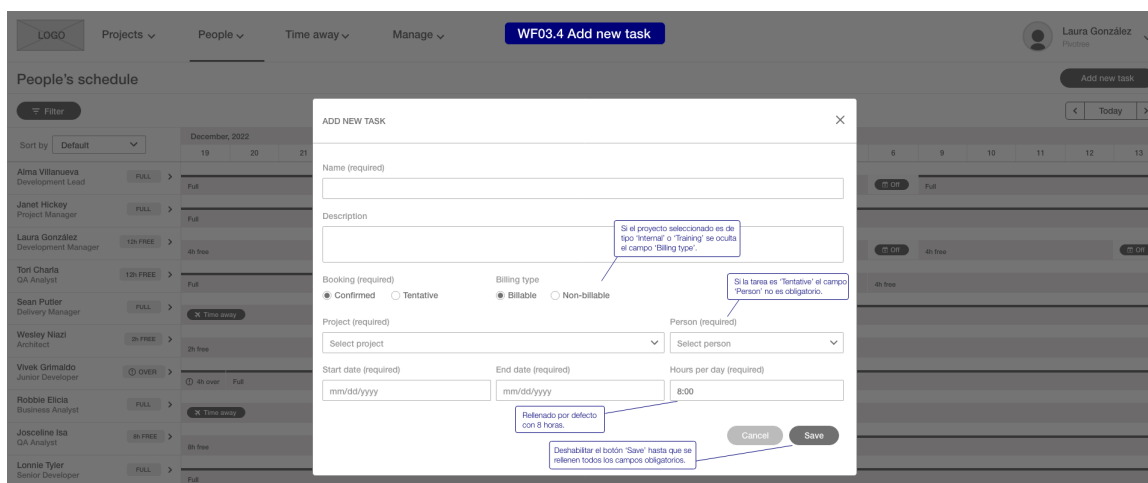 LOGO
Projects
People
Time away
Manage
WF03.4 Add new task
Laura González
Pivotea
People's schedule
Add new task
Filter
Today
Sort by
Default
December, 2022
19 20 21 6 9 10 11 12 13
Alma Villanueva
Development Lead
FULL
Full
Off
Full
Janet Hickey
Project Manager
FULL
Full
Laura González
Development Manager
12h FREE
4h free
Off
4h free
Off
Tori Charla
QA Analyst
12h FREE
Full
4h free
Sean Putler
Delivery Manager
FULL
Time away
Wesley Niazi
Architect
2h FREE
2h free
Vivek Grimaldo
Junior Developer
OVER
4h over Full
Robbie Elicia
Business Analyst
FULL
Time away
Josceline Isa
QA Analyst
8h FREE
8h free
Lonnie Tyler
Senior Developer
FULL
Full
ADD NEW TASK
Name (required)
Description
Si el proyecto seleccionado es de
tipo 'Internal' o 'Training' se oculta
el campo 'Billing type'.
Booking (required)
Confirmed Tentative
Billing type
Billable Non-billable
Si la tarea es 'Tentative' el campo
'Person' no es obligatorio.
Project (required)
Select project
Person (required)
Select person
Start date (required)
mm/dd/yyyy
End date (required)
mm/dd/yyyy
Hours per day (required)
8:00
Rellenado por defecto
con 8 horas.
Cancel
Save
Deshabilitar el botón 'Save' hasta que se
rellenen todos los campos obligatorios.